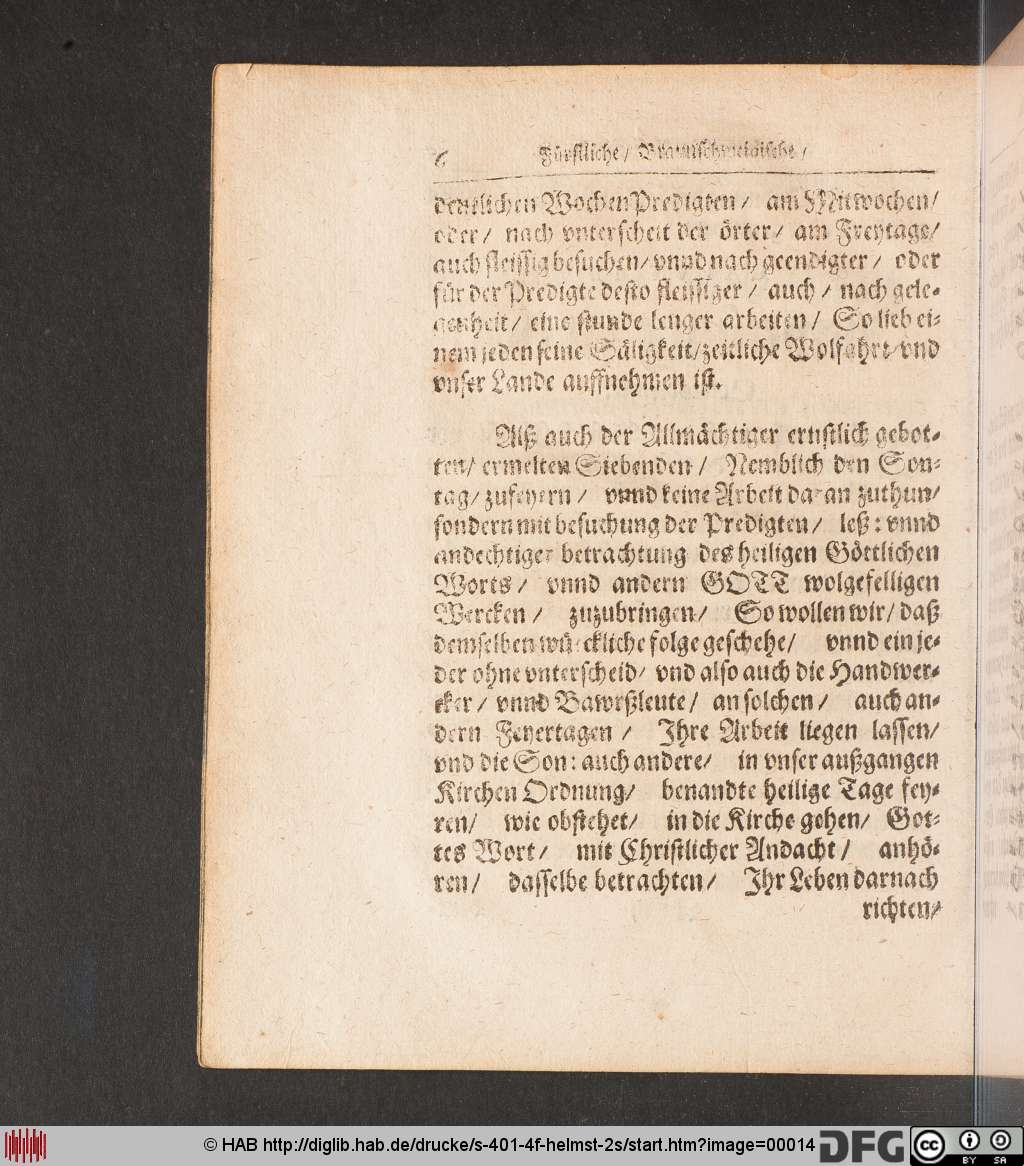 6 Fürstliche/ Braunschweigische/
dentlichen WochenPredigten/ am Mittwochen/
oder/ nach vnterscheit der örter/ am Freytage/
auch fleissig besuchen/ vnnd nach geendigter/ oder
für der Predigte desto fleissiger/ auch/ nach gele-
genheit/ eine stunde lenger arbeiten/ So lieb ei-
nem jeden seine Säligkeit/ zeitliche Wolfahrt/ vnd
vnser Lande auffnehmen ist.
Alß auch der Allmächtiger ernstlich gebot-
ten/ ermelten Siebenden/ Nemblich den Son-
tag/ zufeyern/ vnnd keine Arbeit daran zuthun/
sondern mit besuchung der Predigten/ leß: vnnd
andechtiger betrachtung des heiligen Göttlichen
Worts/ vnnd andern GOTT wolgefelligen
Wercken/ zuzubringen/ So wollen wir/ daß
demselben würckliche folge geschehe/ vnnd ein je-
der ohne vnterscheid/ vnd also auch die Handwer-
cker/ vnnd Bawrßleute/ an solchen/ auch an-
dern Feyertagen/ Ihre Arbeit liegen lassen/
vnd die Son: auch andere/ in vnser außgangen
Kirchen Ordnung/ benandte heilige Tage fey-
ren/ wie obstehet/ in die Kirche gehen/ Got-
tes Wort/ mit Christlicher Andacht/ anhö-
ren/ dasselbe betrachten/ Ihr Leben darnach
richten/
© HAB http://diglib.hab.de/drucke/s-401-4f-helmst-2s/start.htm?image=00014 DFG cc BY SA